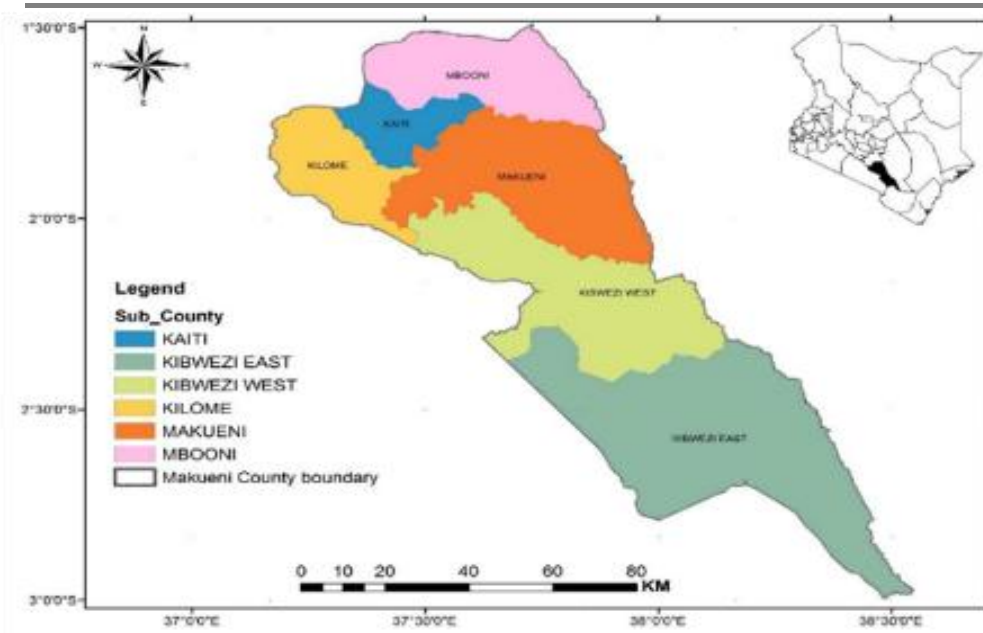 1°30'0"S
N
W
E
S
MBOONI
KAITI
KILOME
MAKUENI
2°0'0"S
KIBWEZI WEST
Legend
Sub_County
KAITI
KIBWEZI EAST
KIBWEZI WEST
KILOME
MAKUENI
MBOONI
Makueni County boundary
2°30'0"S
KIBWEZI EAST
0 10 20 40 60 80
KM
3°0'0"S
37°0'0"E 37°30'0"E 38°0'0"E 38°30'0"E